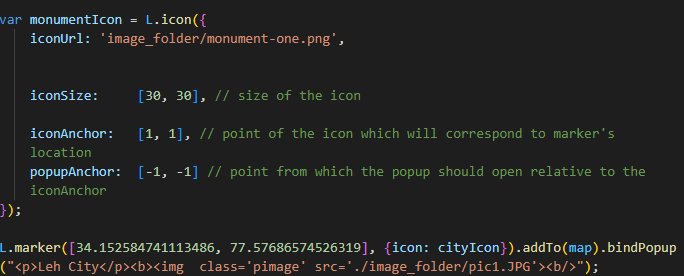 var monumentIcon = L.icon({
iconUrl: 'image_folder/monument-one.png',
iconSize:     [30, 30], // size of the icon
iconAnchor:   [1, 1], // point of the icon which will correspond to marker's
location
popupAnchor:  [-1, -1] // point from which the popup should open relative to the
iconAnchor
});
L.marker([34.152584741113486, 77.57686574526319], {icon: cityIcon}).addTo(map).bindPopup
("<p>Leh City</p><b><img  class='pimage' src='./image_folder/pic1.JPG'><b/>");